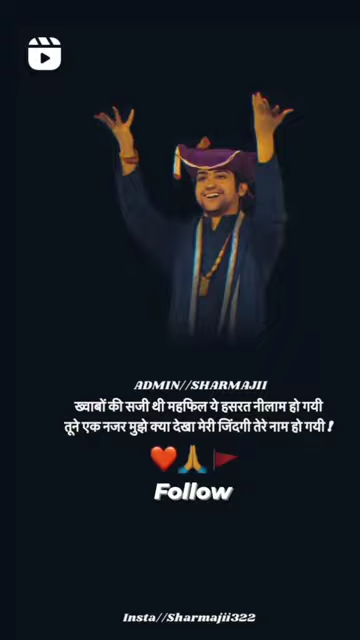 ADMIN//SHARMAJII
ख्वाबों की सजी थी महफिल ये हसरत नीलाम हो गयी
तूने एक नजर मुझे क्या देखा मेरी जिंदगी तेरे नाम हो गयी !
❤️🙏🚩
Follow
Insta//Sharmajii322